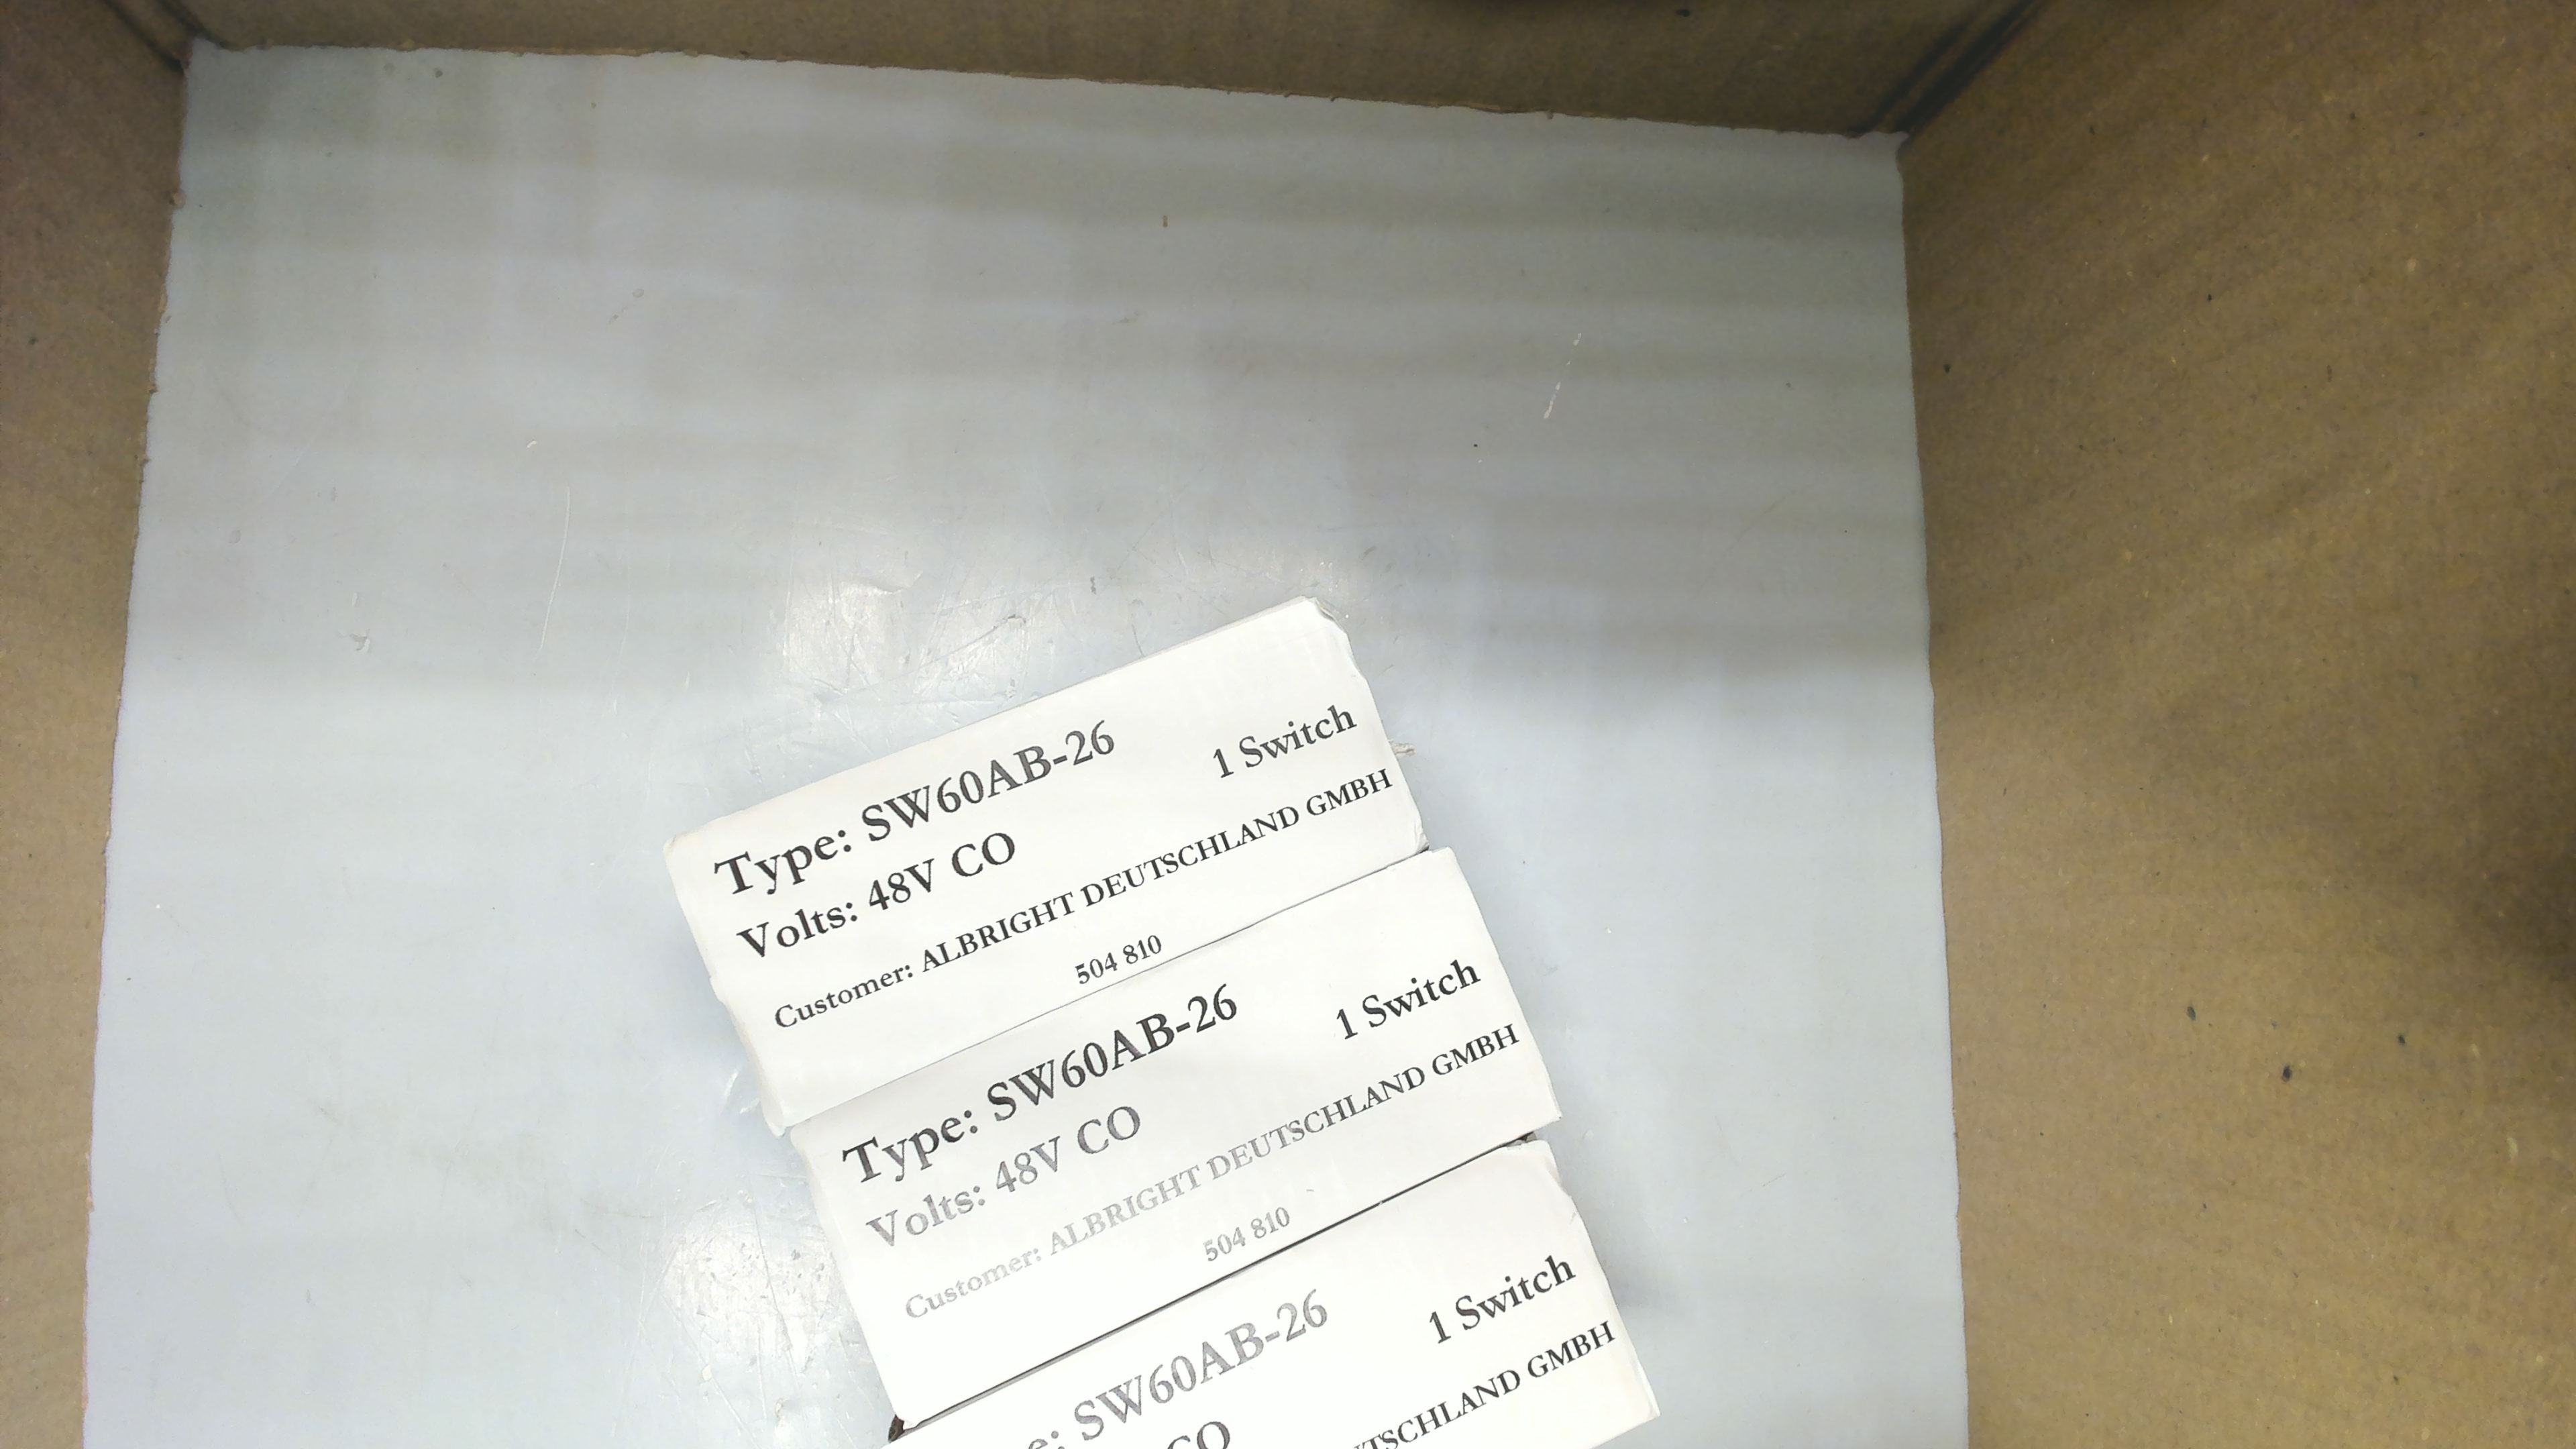 Type: SW60AB-26
1 Switch
Volts: 48V CO
Customer: ALBRIGHT DEUTSCHLAND GMBH
504 810
Type: SW60AB-26
1 Switch
Volts: 48V CO
Customer: ALBRIGHT DEUTSCHLAND GMBH
504 810
e: SW60AB-26
1 Switch
CO
TSCHLAND GMBH